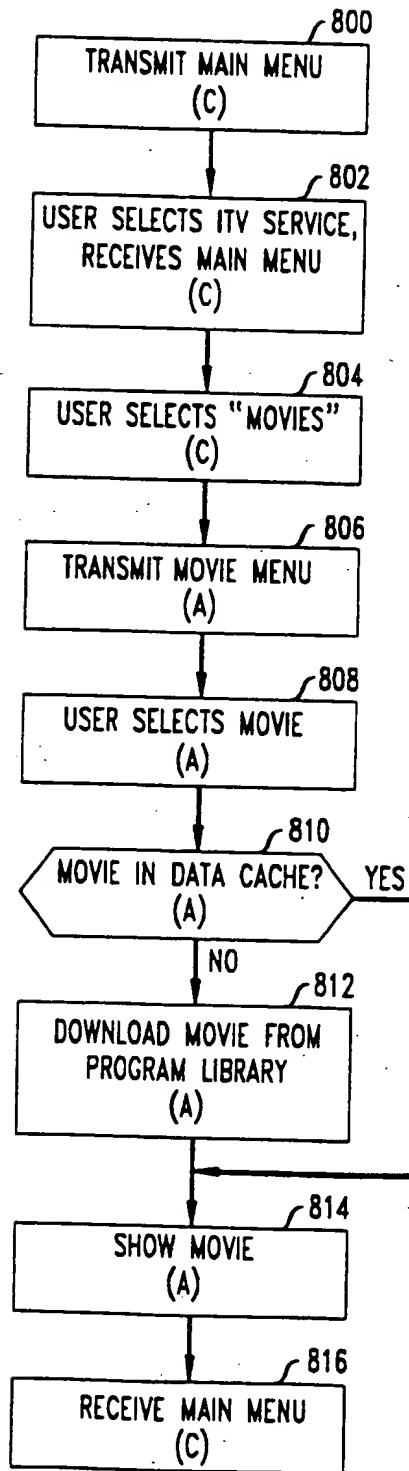 800
TRANSMIT MAIN MENU
(C)
802
USER SELECTS ITV SERVICE,
RECEIVES MAIN MENU
(C)
804
USER SELECTS "MOVIES"
(C)
806
TRANSMIT MOVIE MENU
(A)
808
USER SELECTS MOVIE
(A)
810
MOVIE IN DATA CACHE?
(A)
YES
NO
812
DOWNLOAD MOVIE FROM
PROGRAM LIBRARY
(A)
814
SHOW MOVIE
(A)
816
RECEIVE MAIN MENU
(C)